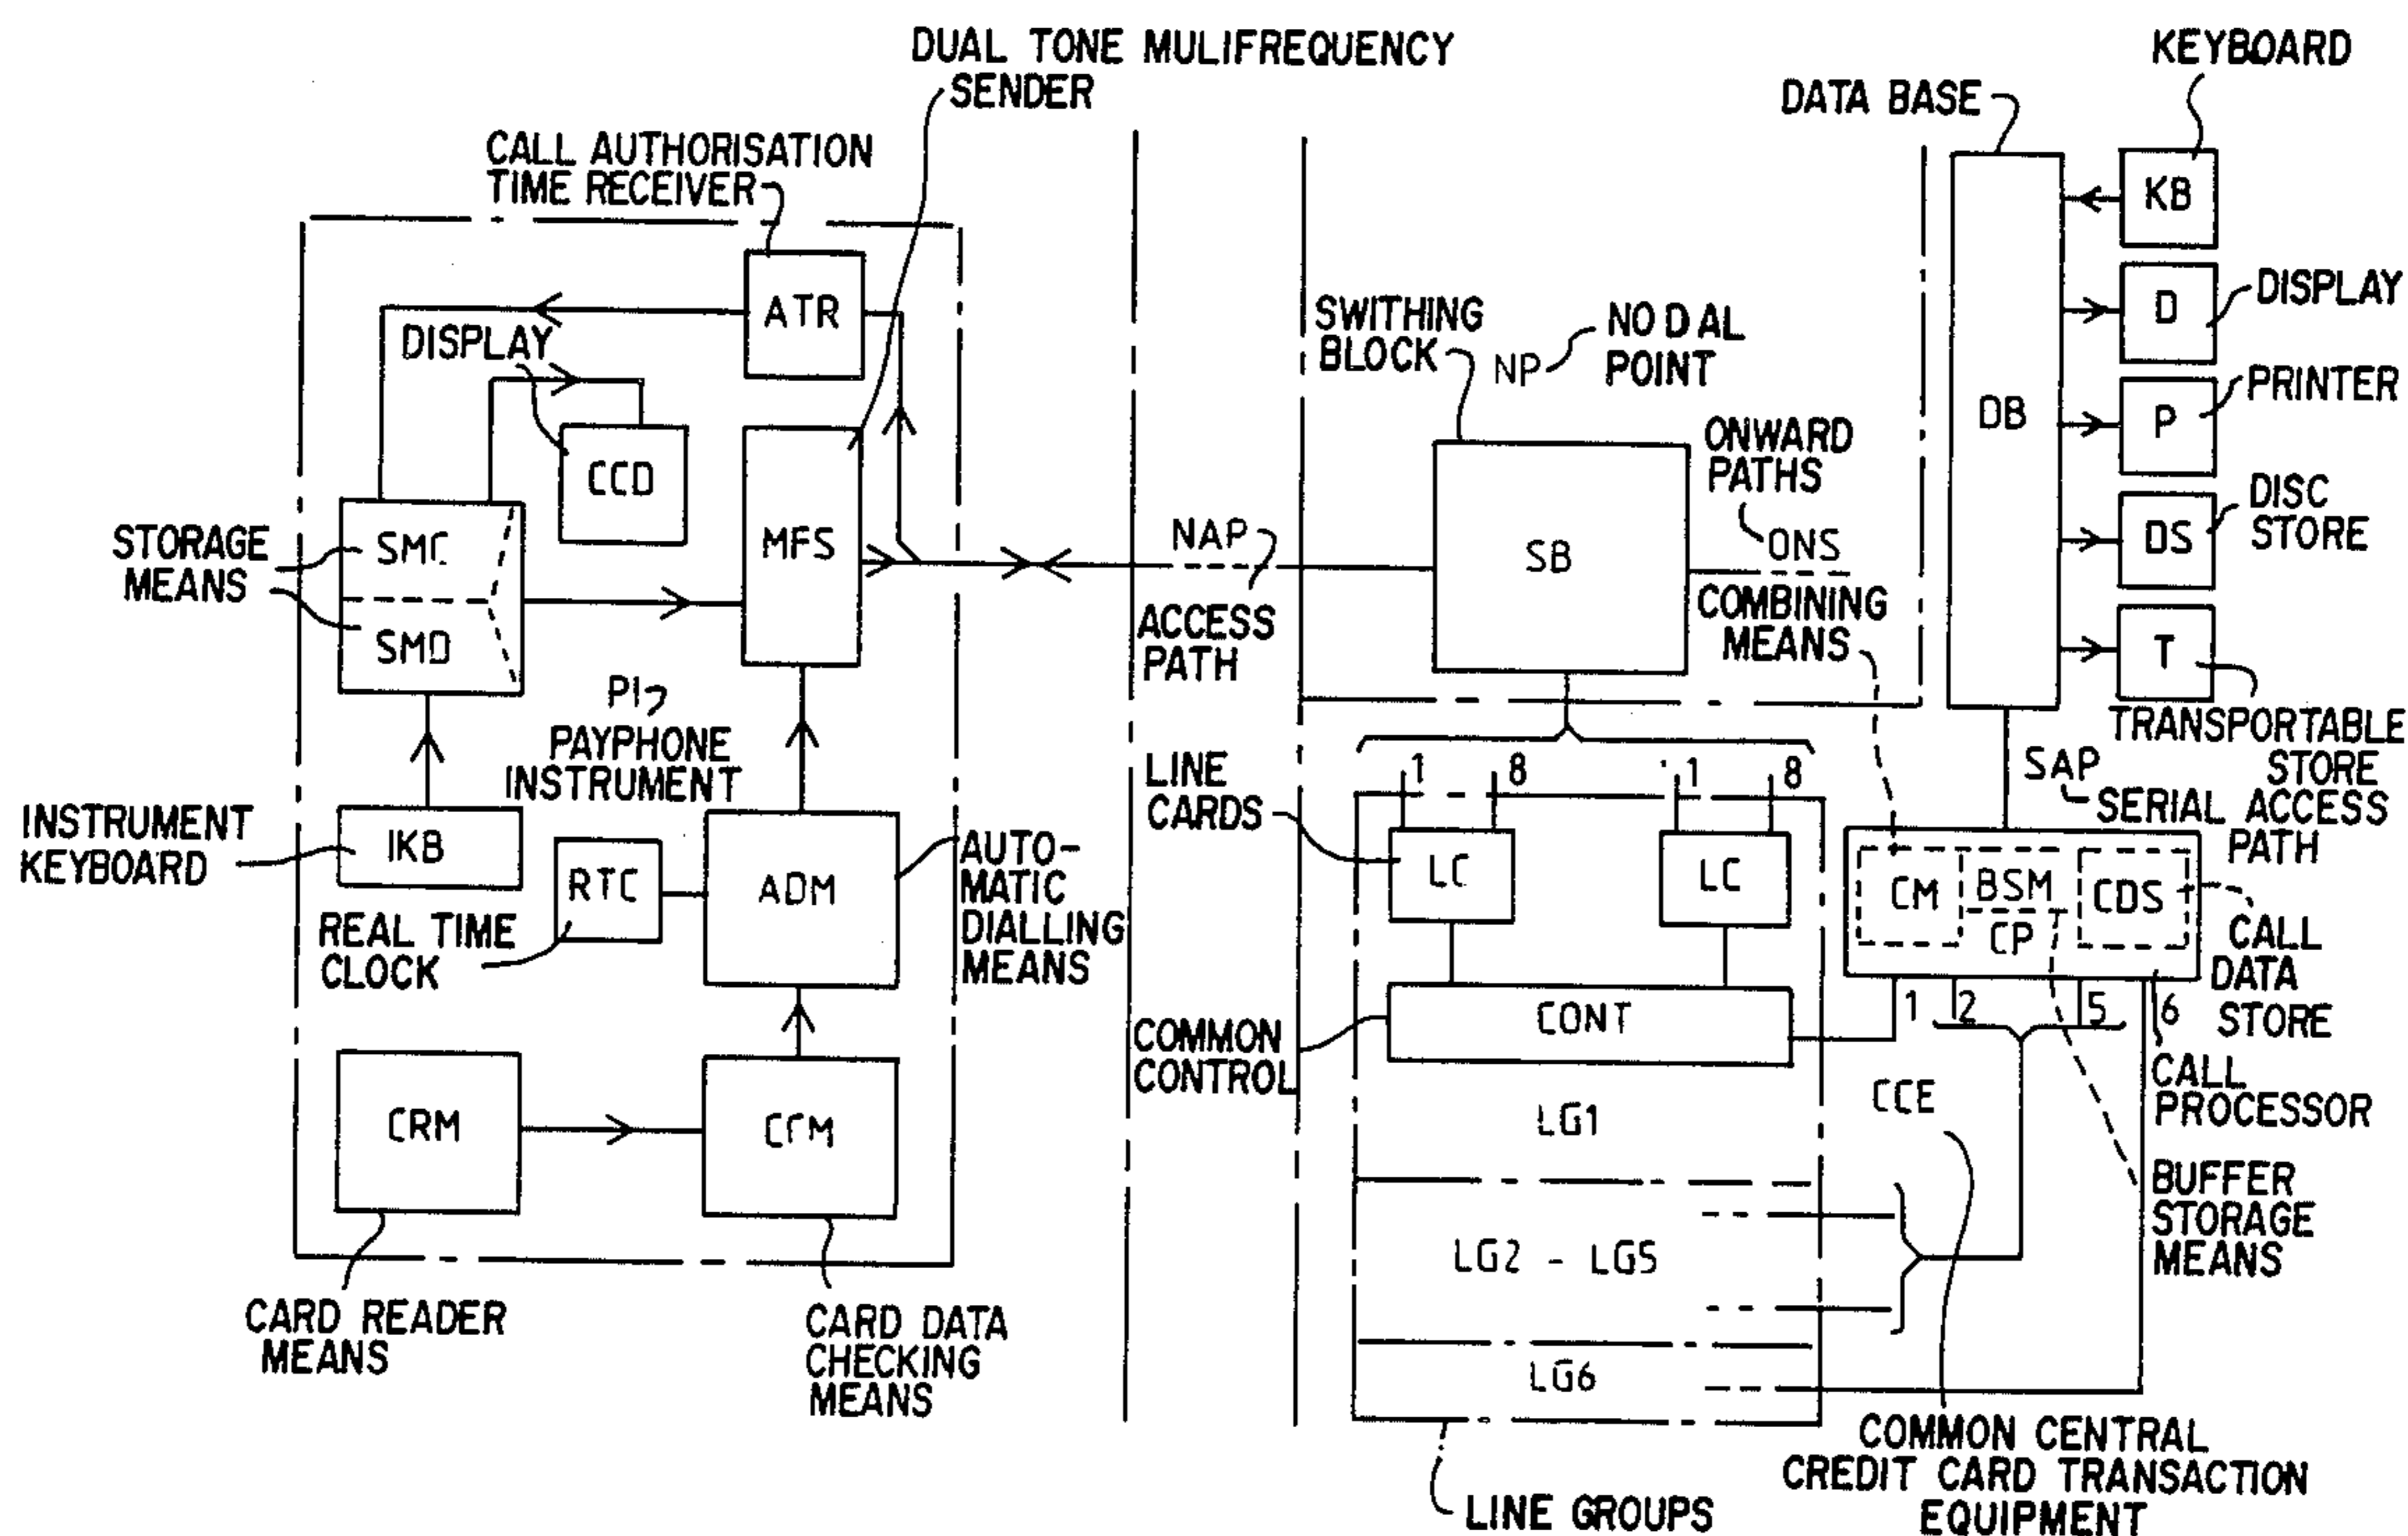 DUAL TONE MULIFREQUENCY
SENDER
KEYBOARD
DATA BASE
CALL AUTHORISATION
TIME RECEIVER
KB
ATR
DISPLAY
D
DISPLAY
SWITHING
BLOCK
NP
NODAL
POINT
PRINTER
DB
P
CCD
ONWARD
PATHS
DISC
STORE
STORAGE
MEANS
SMC
SMD
MFS
NAP
ACCESS
PATH
SB
ONS
DS
COMBINING
MEANS
T
TRANSPORTABLE
STORE
PI
PAYPHONE
INSTRUMENT
LINE
CARDS
1
8
1
8
SAP
SERIAL ACCESS
PATH
INSTRUMENT
KEYBOARD
IKB
RTC
ADM
AUTO-
MATIC
DIALLING
MEANS
LC
LC
CM
BSM
CP
CDS
REAL TIME
CLOCK
CALL
DATA
STORE
COMMON
CONTROL
CONT
1
2
5
6
CALL
PROCESSOR
CRM
LG1
CCE
BUFFER
STORAGE
MEANS
LG2 - LG5
CARD READER
MEANS
CARD DATA
CHECKING
MEANS
LG6
COMMON CENTRAL
CREDIT CARD TRANSACTION
EQUIPMENT
LINE GROUPS